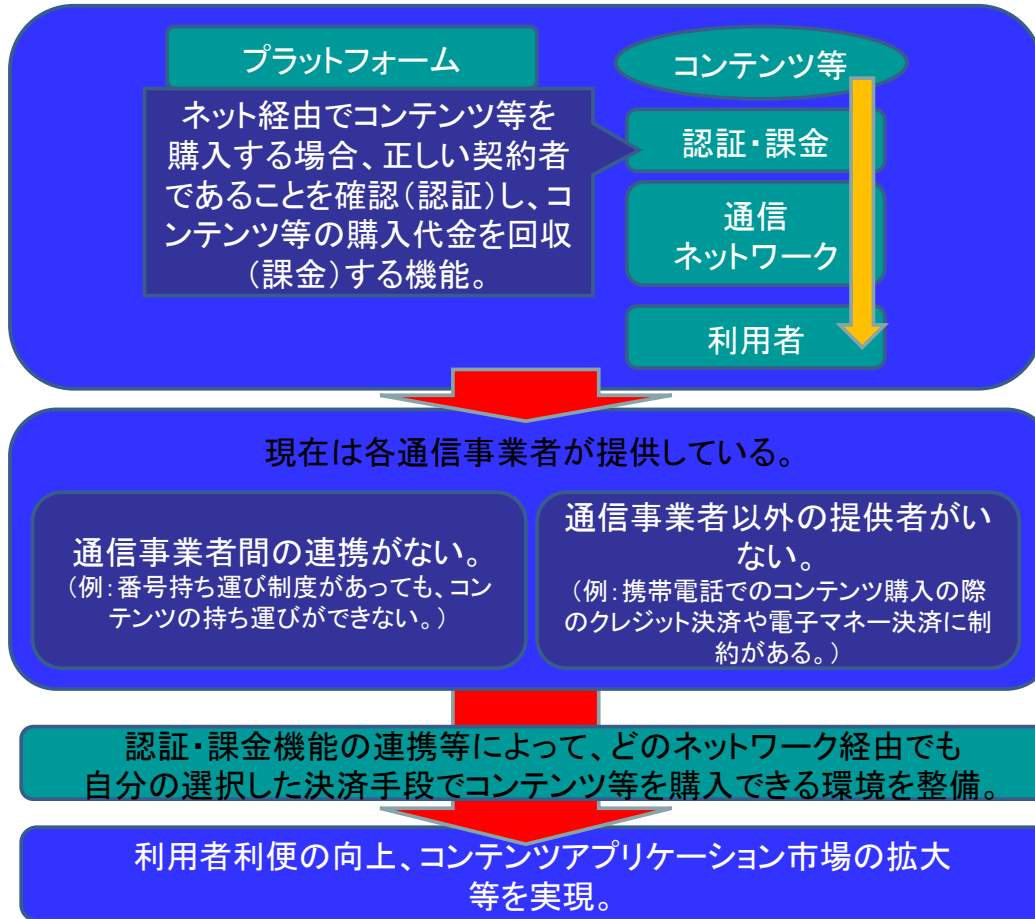 プラットフォーム
ネット経由でコンテンツ等を
購入する場合、正しい契約者
であることを確認(認証)し、コ
ンテンツ等の購入代金を回収
(課金)する機能。
コンテンツ等
認証・課金
通信
ネットワーク
利用者
現在は各通信事業者が提供している。
通信事業者間の連携がない。
(例:番号持ち運び制度があっても、コン
テンツの持ち運びができない。)
通信事業者以外の提供者がい
ない。
(例:携帯電話でのコンテンツ購入の際
のクレジット決済や電子マネー決済に制
約がある。)
認証・課金機能の連携等によって、どのネットワーク経由でも
自分の選択した決済手段でコンテンツ等を購入できる環境を整備。
利用者利便の向上、コンテンツアプリケーション市場の拡大
等を実現。